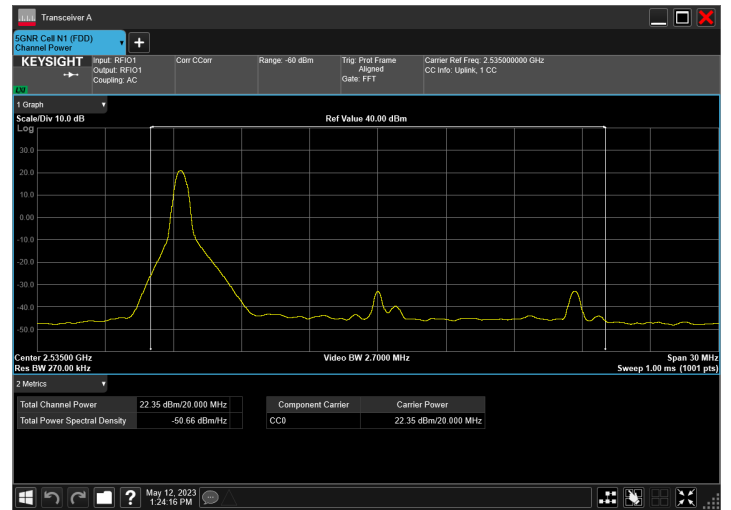 Transceiver A
5GNR Cell N1 (FDD)
Channel Power
KEYSIGHT
LXI
Input: RFIO1
Output: RFIO1
Coupling: AC
Corr CCorr
Range: -60 dBm
Trig: Prot Frame
Aligned
Gate: FFT
Carrier Ref Freq: 2.535000000 GHz
CC Info: Uplink, 1 CC
1 Graph
Scale/Div 10.0 dB
Ref Value 40.00 dBm
Log
30.0
20.0
10.0
0.00
-10.0
-20.0
-30.0
-40.0
-50.0
Center 2.53500 GHz
Video BW 2.7000 MHz
Span 30 MHz
Res BW 270.00 kHz
Sweep 1.00 ms (1001 pts)
2 Metrics
Total Channel Power 22.35 dBm/20.000 MHz
Total Power Spectral Density -50.66 dBm/Hz
Component Carrier Carrier Power
CC0 22.35 dBm/20.000 MHz
?
May 12, 2023
1:24:16 PM